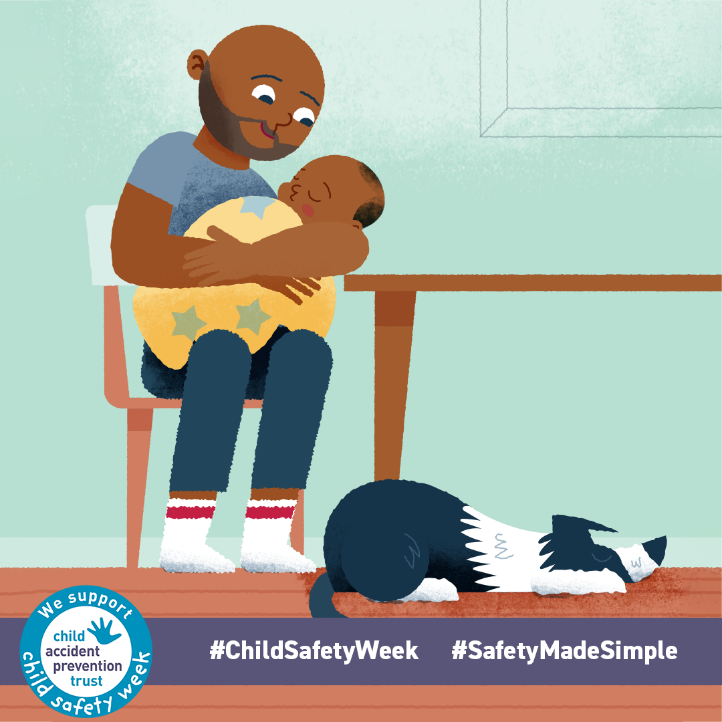 We support
child
accident
prevention
trust
child safety week
#ChildSafetyWeek #SafetyMadeSimple